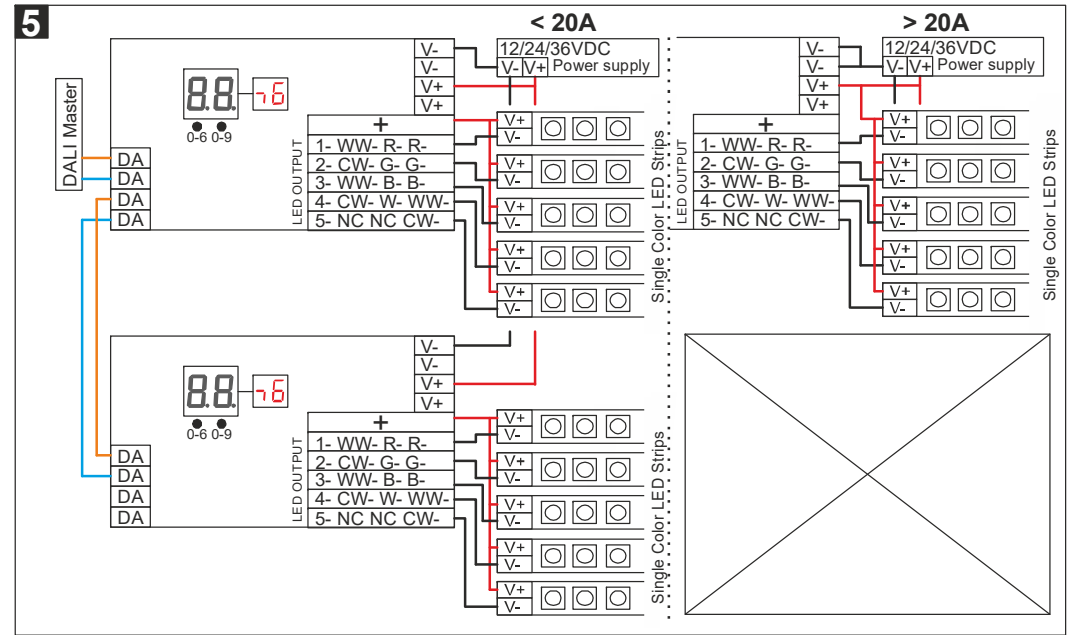 5
< 20A
> 20A
DALI Master
DA
DA
DA
DA
8.8.
0-6 0-9
V-
V-
V+
V+
+
LED OUTPUT
1- WW- R- R-
2- CW- G- G-
3- WW- B- B-
4- CW- W- WW-
5- NC NC CW-
12/24/36VDC
V- V+ Power supply
V+
V-
V+
V-
V+
V-
V+
V-
V+
V-
Single Color LED Strips
V-
V-
V+
V+
+
LED OUTPUT
1- WW- R- R-
2- CW- G- G-
3- WW- B- B-
4- CW- W- WW-
5- NC NC CW-
12/24/36VDC
V- V+ Power supply
V+
V-
V+
V-
V+
V-
V+
V-
V+
V-
Single Color LED Strips
DA
DA
DA
DA
8.8.
0-6 0-9
V-
V-
V+
V+
+
LED OUTPUT
1- WW- R- R-
2- CW- G- G-
3- WW- B- B-
4- CW- W- WW-
5- NC NC CW-
V+
V-
V+
V-
V+
V-
V+
V-
V+
V-
Single Color LED Strips